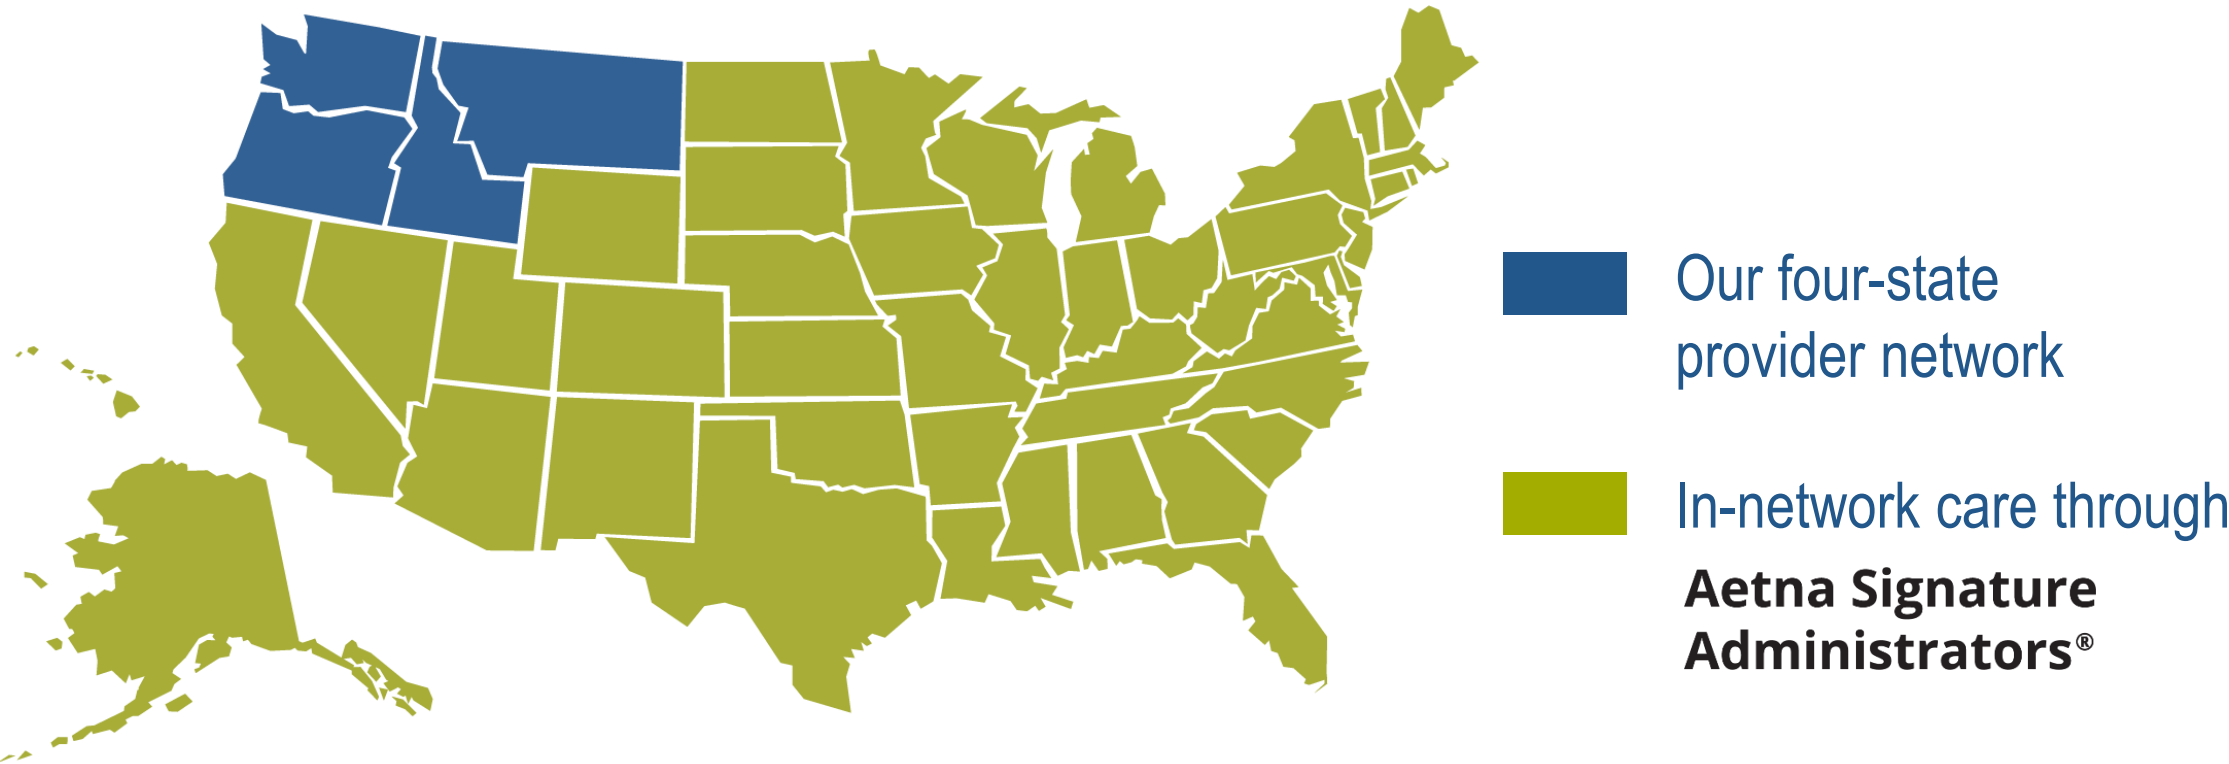 Our four-state
provider network
In-network care through
Aetna Signature
Administrators®